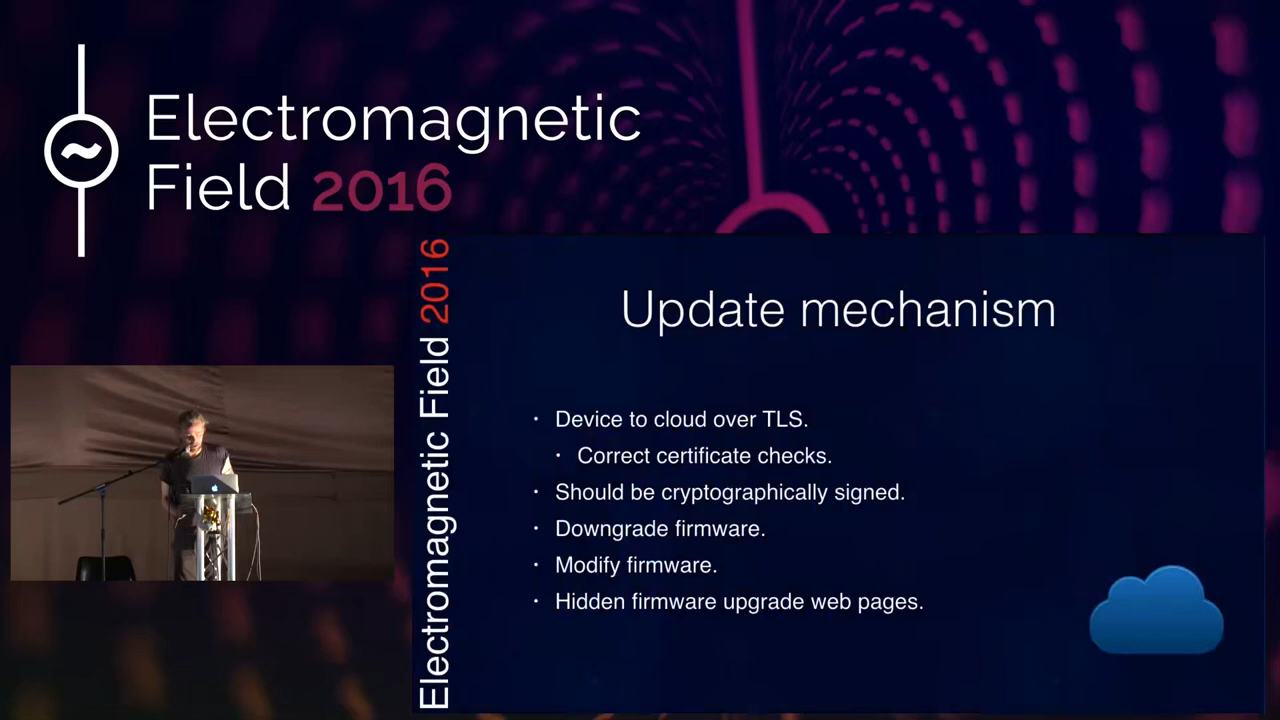 Electromagnetic
Field 2016
Electromagnetic Field 2016
Update mechanism
· Device to cloud over TLS.
· Correct certificate checks.
· Should be cryptographically signed.
· Downgrade firmware.
· Modify firmware.
· Hidden firmware upgrade web pages.